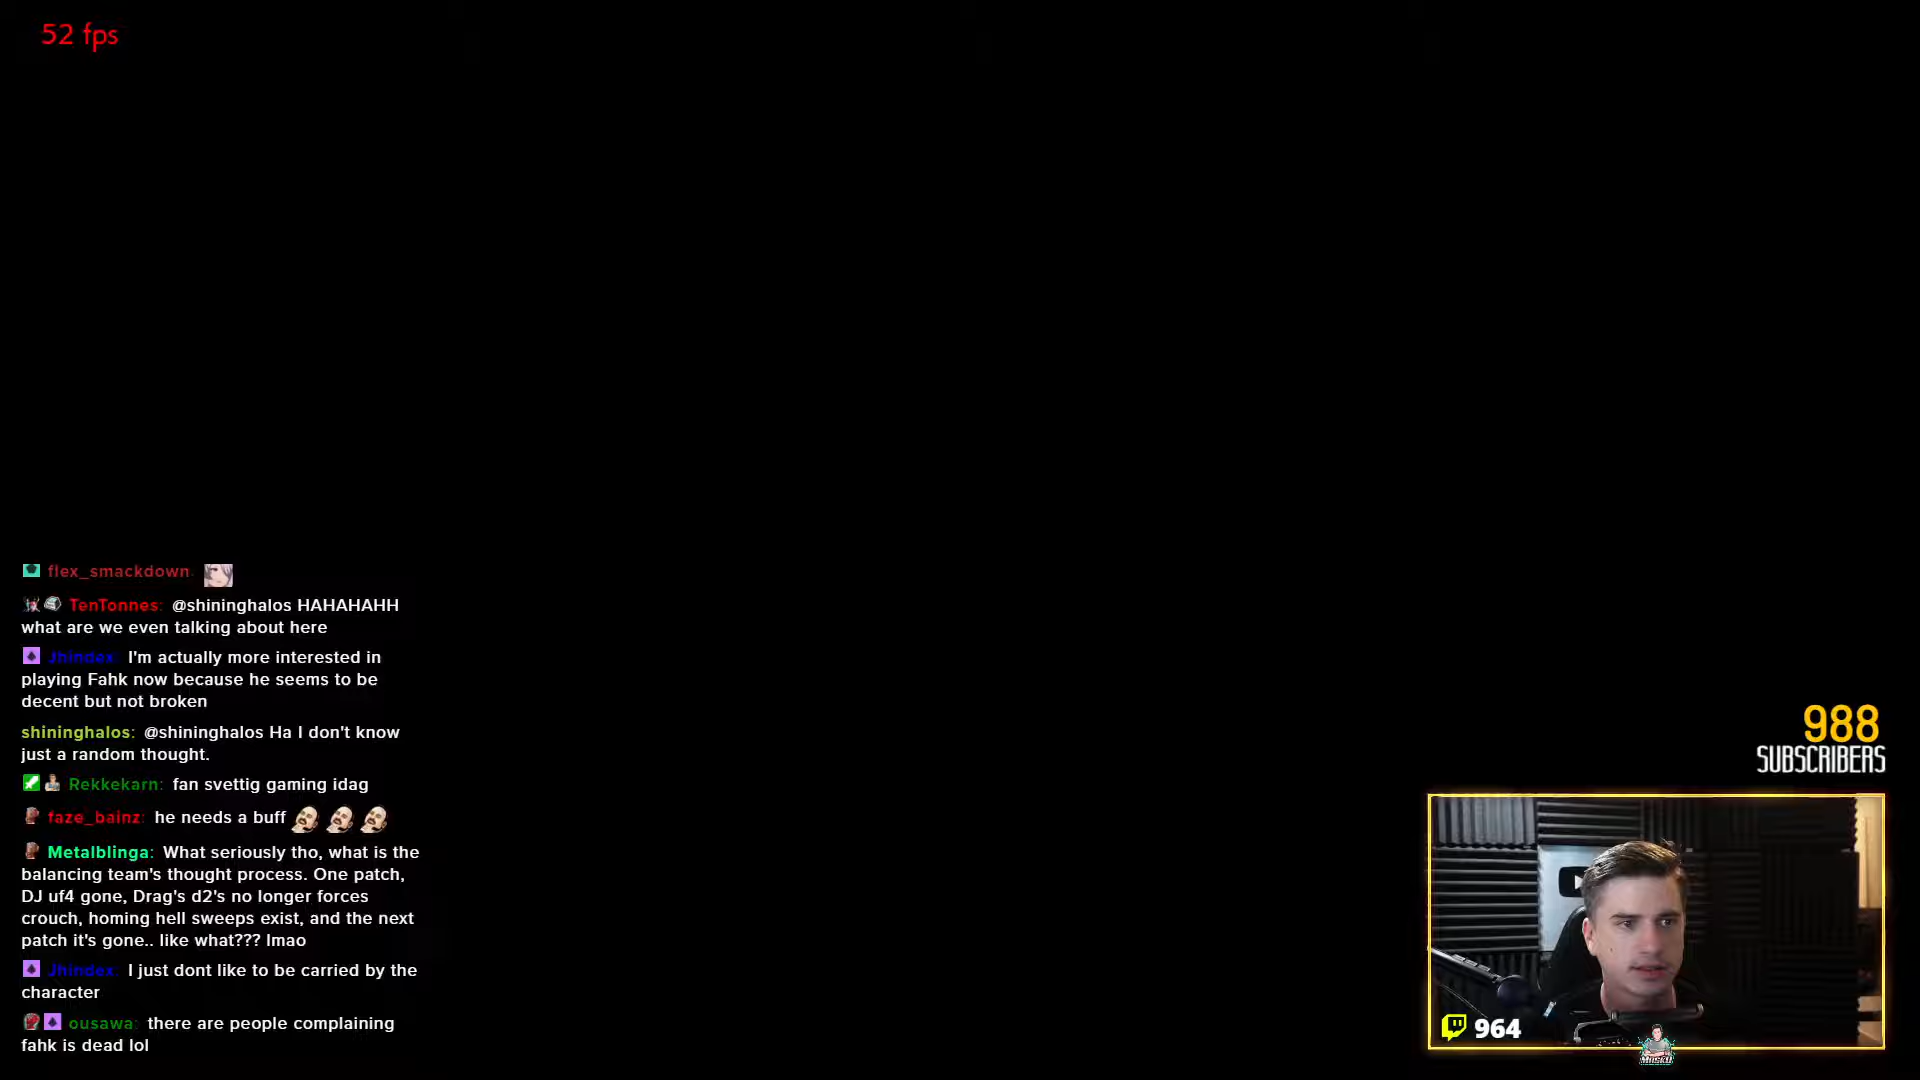 52 fps
flex_smackdown:
TenTonnes: @shininghalos HAHAHAHH
what are we even talking about here
Jhindex: I'm actually more interested in
playing Fahk now because he seems to be
decent but not broken
shininghalos: @shininghalos Ha I don't know
just a random thought.
Rekkekarn: fan svettig gaming idag
faze_bainz: he needs a buff
Metalblinga: What seriously tho, what is the
balancing team's thought process. One patch,
DJ uf4 gone, Drag's d2's no longer forces
crouch, homing hell sweeps exist, and the next
patch it's gone.. like what??? lmao
Jhindex: I just dont like to be carried by the
character
ousawa: there are people complaining
fahk is dead lol
988
SUBSCRIBERS
964